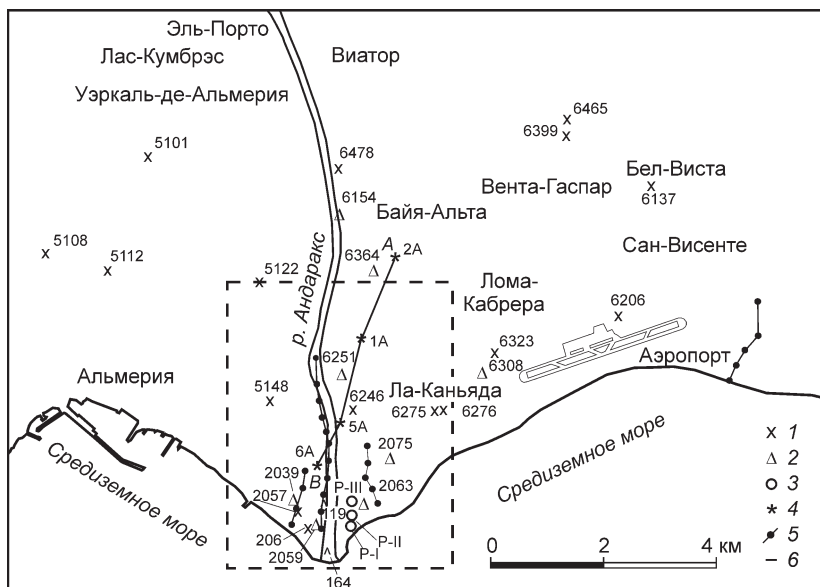 Эль-Порто
Лас-Кумбрэс
Виатор
Уэркаль-де-Альмерия
6465
6399
5101
6478
Бел-Виста
6137
Вента-Гаспар
6154
Байя-Альта
A
2A
5108
5112
6364
Сан-Висенте
5122
р. Андаракс
Лома-
Кабрера
6206
1A
6323
6251
6308
Аэропорт
Альмерия
5148
6246
Ла-Каньяда
6275
6276
5A
Средиземное море
6A
2075
B
2039
P-III
2063
2057
119
206
P-II
2059
P-I
164
Средиземное море
0 2 4 км
x 1
2
3
* 4
5
– 6